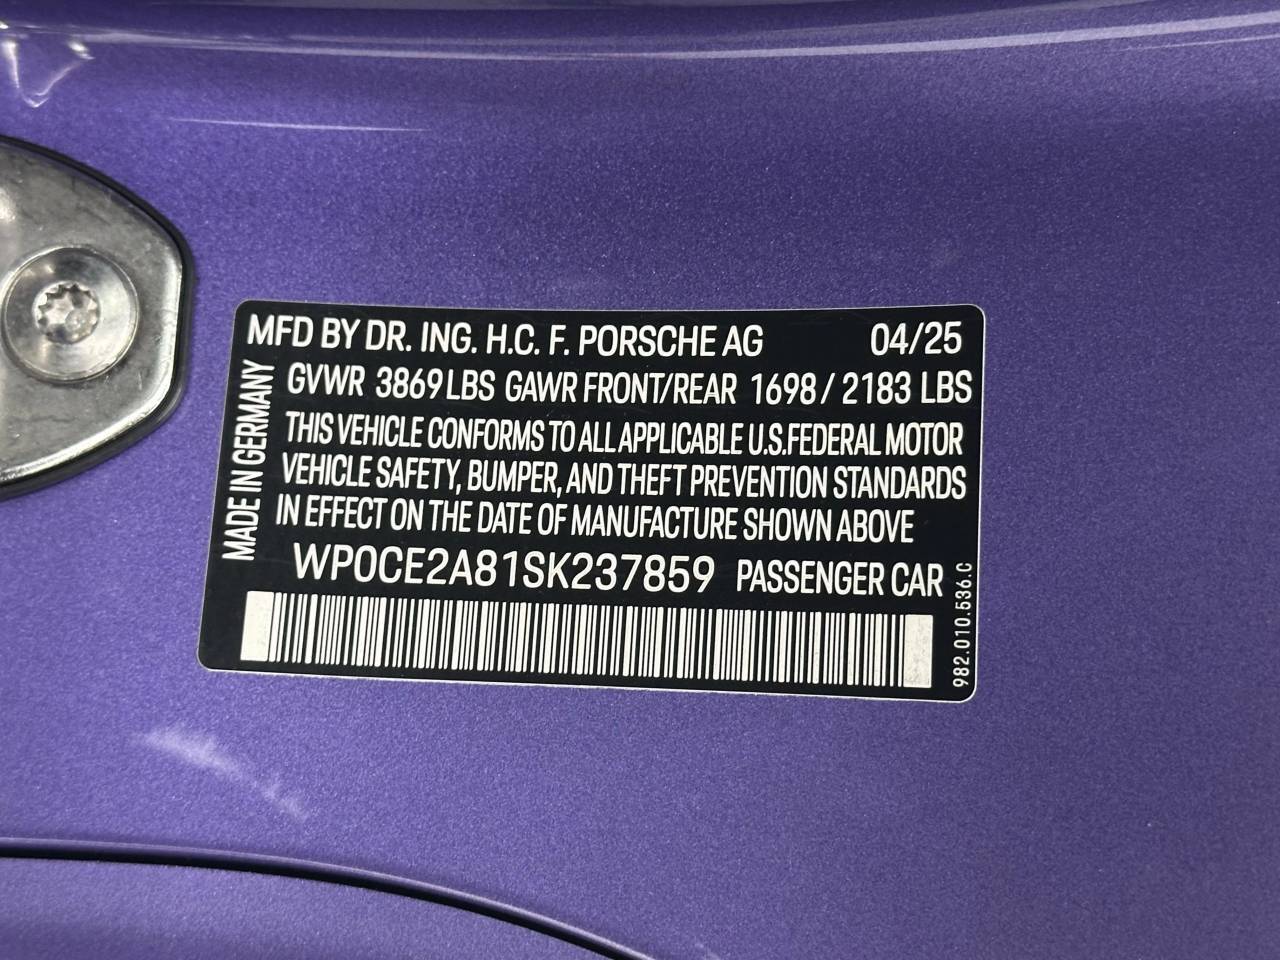 MFD BY DR. ING. H.C. F. PORSCHE AG 04/25
GVWR 3869 LBS GAWR FRONT/REAR 1698 / 2183 LBS
THIS VEHICLE CONFORMS TO ALL APPLICABLE U.S.FEDERAL MOTOR
VEHICLE SAFETY, BUMPER, AND THEFT PREVENTION STANDARDS
IN EFFECT ON THE DATE OF MANUFACTURE SHOWN ABOVE
WP0CE2A81SK237859 PASSENGER CAR
MADE IN GERMANY
982.010.536.C